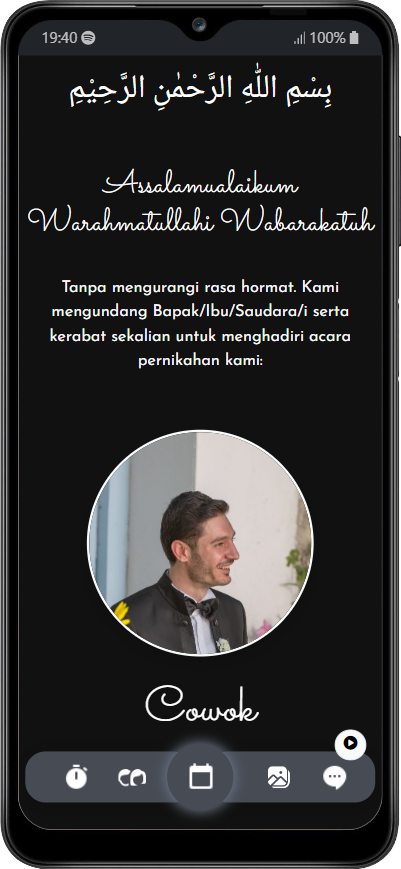 19:40
100%
بِسْمِ اللّٰهِ الرَّحْمٰنِ الرَّحِيْمِ
Assalamualaikum
Warahmatullahi Wabarakatuh
Tanpa mengurangi rasa hormat. Kami
mengundang Bapak/Ibu/Saudara/i serta
kerabat sekalian untuk menghadiri acara
pernikahan kami:
Cowok